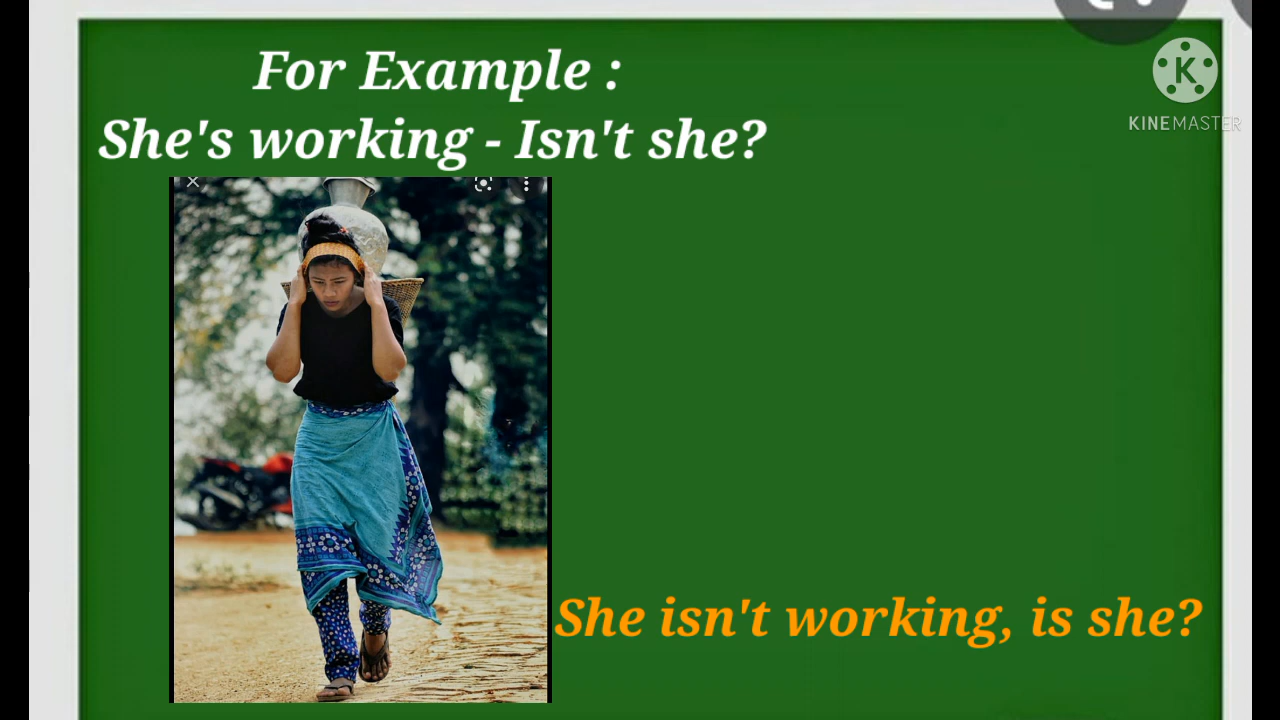 For Example :
She's working - Isn't she?
K
KINEMASTER
She isn't working, is she?